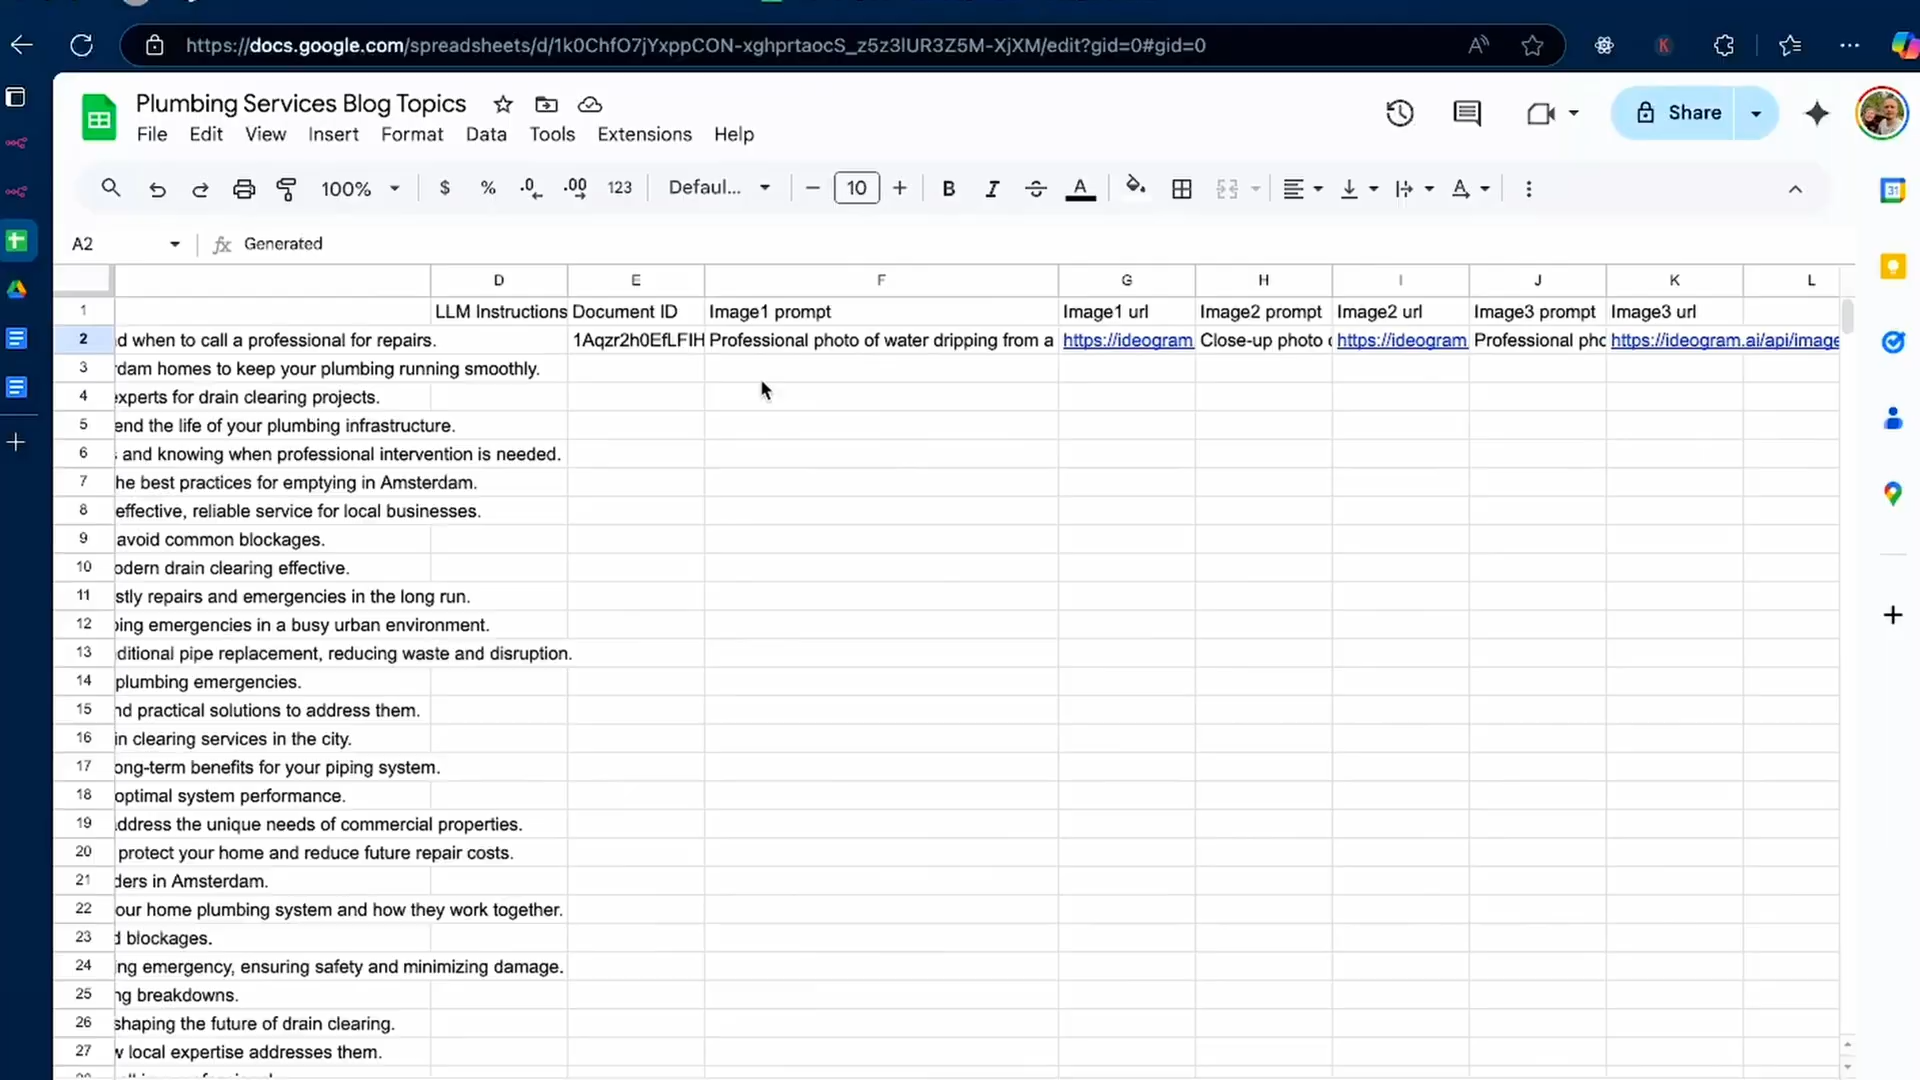 https://docs.google.com/spreadsheets/d/1k0ChfO7jYxppCON-xghprtaocS_z5z3lUR3Z5M-XjXM/edit?gid=0#gid=0
Plumbing Services Blog Topics
File Edit View Insert Format Data Tools Extensions Help
Share
100% $ % .0 .00 123 Defaul... 10 B I A
A2 fx Generated
D E F G H I J K L
1 LLM Instructions Document ID Image1 prompt Image1 url Image2 prompt Image2 url Image3 prompt Image3 url
2 d when to call a professional for repairs. 1Aqzr2h0EfLFIH Professional photo of water dripping from a https://ideogram. Close-up photo https://ideogram. Professional pho https://ideogram.ai/api/image
3 dam homes to keep your plumbing running smoothly.
4 experts for drain clearing projects.
5 end the life of your plumbing infrastructure.
6 and knowing when professional intervention is needed.
7 he best practices for emptying in Amsterdam.
8 effective, reliable service for local businesses.
9 avoid common blockages.
10 odern drain clearing effective.
11 stly repairs and emergencies in the long run.
12 ing emergencies in a busy urban environment.
13 ditional pipe replacement, reducing waste and disruption.
14 plumbing emergencies.
15 nd practical solutions to address them.
16 in clearing services in the city.
17 ong-term benefits for your piping system.
18 optimal system performance.
19 address the unique needs of commercial properties.
20 protect your home and reduce future repair costs.
21 ders in Amsterdam.
22 our home plumbing system and how they work together.
23 d blockages.
24 ing emergency, ensuring safety and minimizing damage.
25 ng breakdowns.
26 shaping the future of drain clearing.
27 w local expertise addresses them.